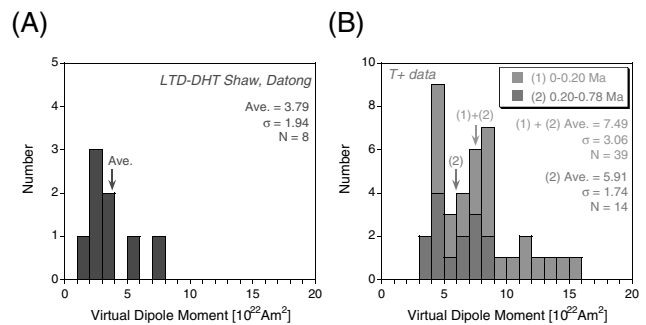 (A)
LTD-DHT Shaw, Datong
Ave. = 3.79
σ = 1.94
N = 8
Ave.
5
4
3
2
1
0
Number
0 5 10 15 20
Virtual Dipole Moment [10²²Am²]
(B)
T+ data
(1) 0-0.20 Ma
(2) 0.20-0.78 Ma
(1)+(2)
(1) + (2) Ave. = 7.49
σ = 3.06
N = 39
(2)
(2) Ave. = 5.91
σ = 1.74
N = 14
10
8
6
4
2
0
Number
0 5 10 15 20
Virtual Dipole Moment [10²²Am²]